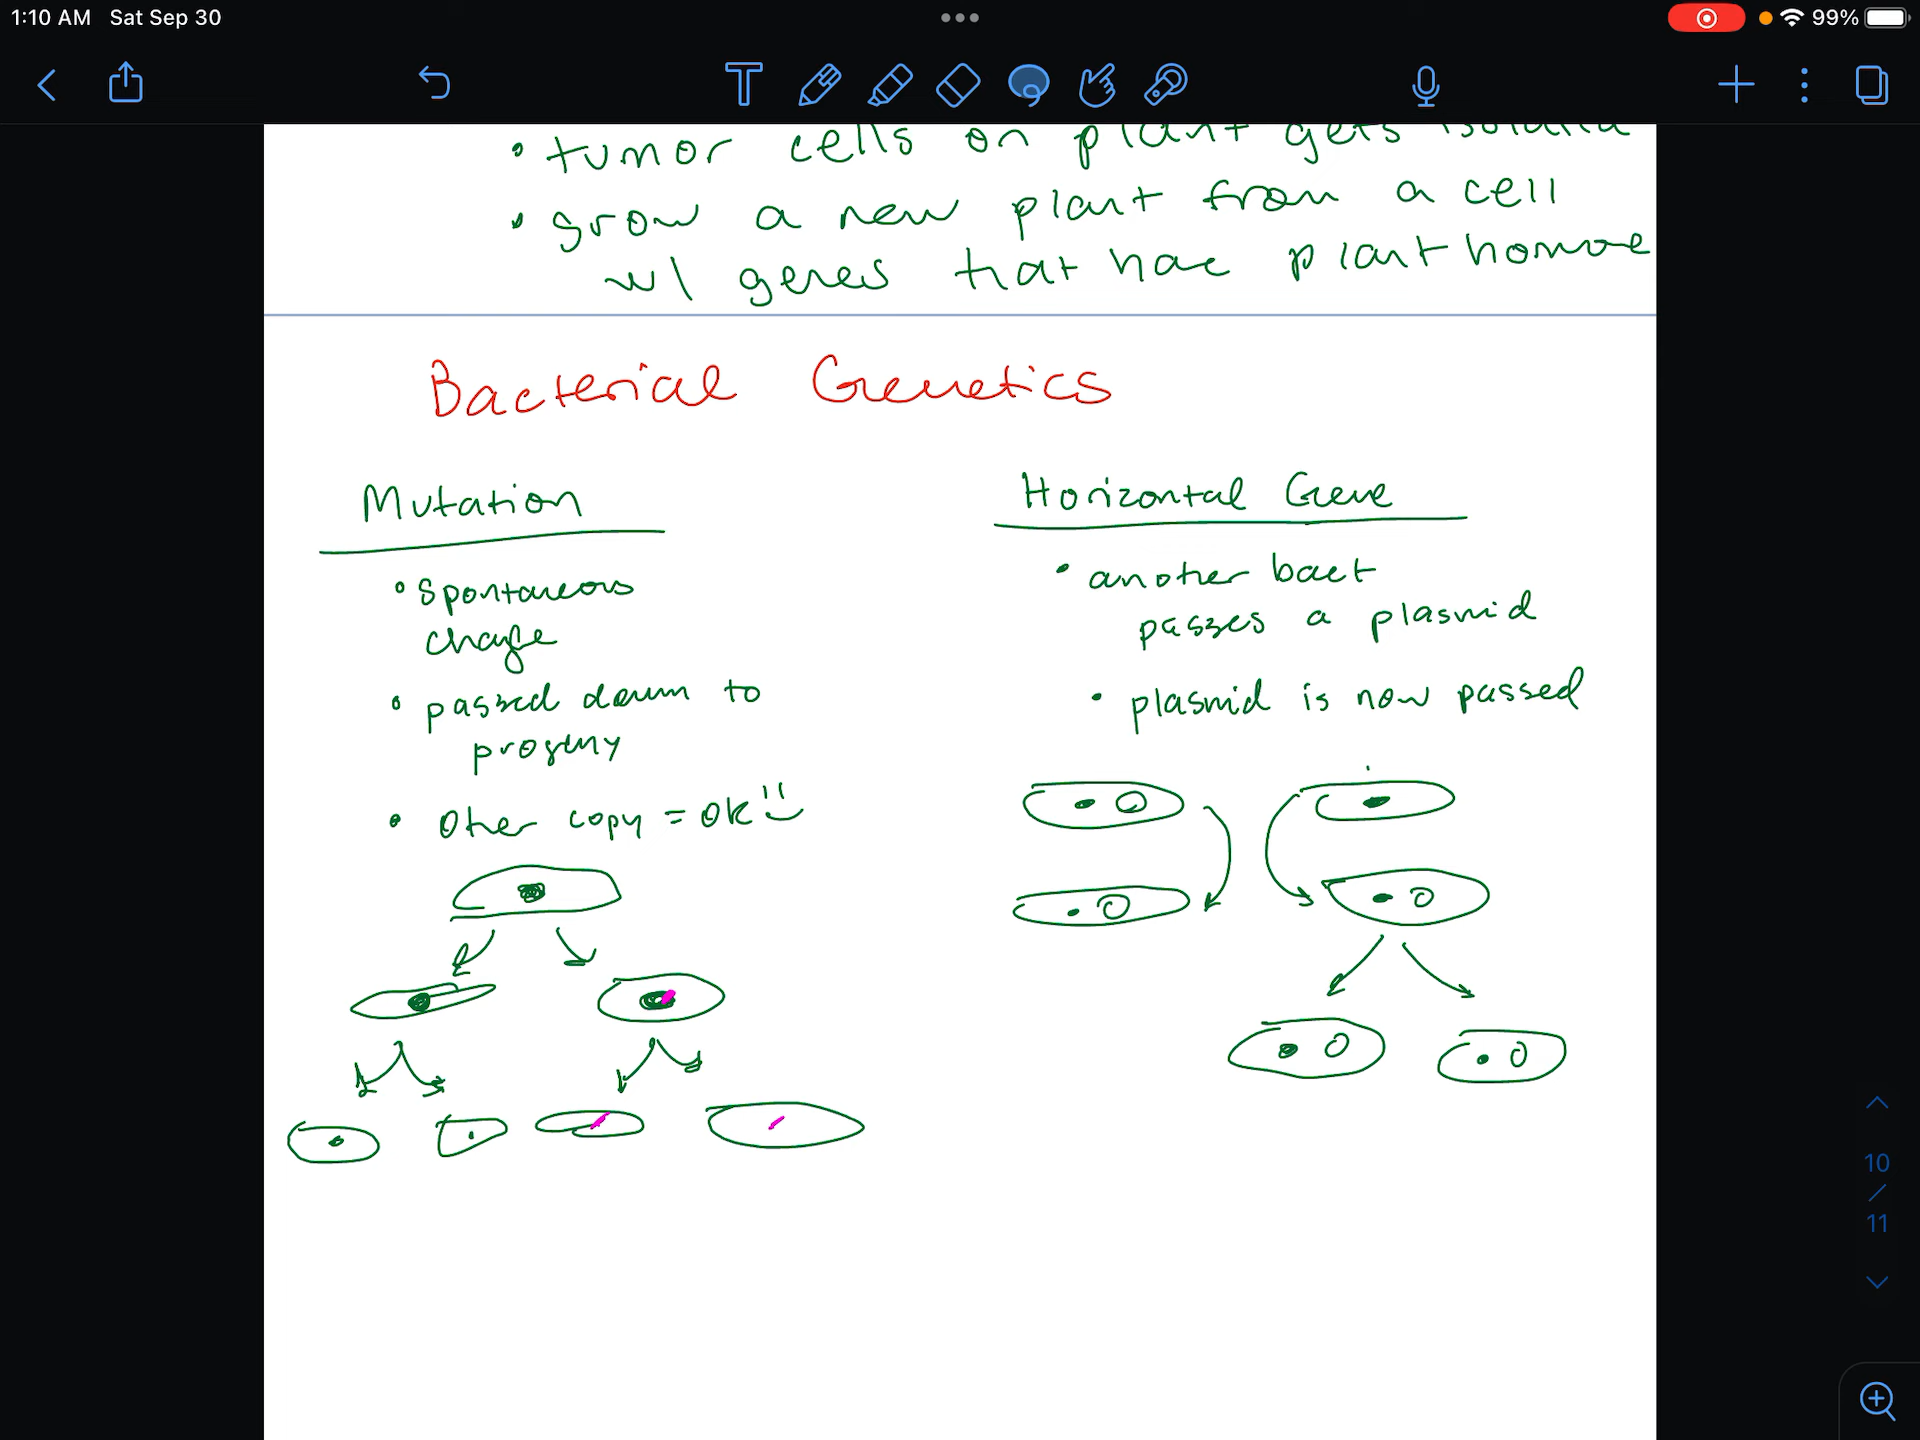 1:10 AM Sat Sep 30
99%
• tumor cells on plant gets
• grow a new plant from a cell
w/ genes that have plant
Bacterial Genetics
Mutation
Horizontal Gene
• Spontaneous
change
• passed down to
progeny
• Other copy = OK
• another bact
passes a plasmid
• plasmid is now passed
10
/
11